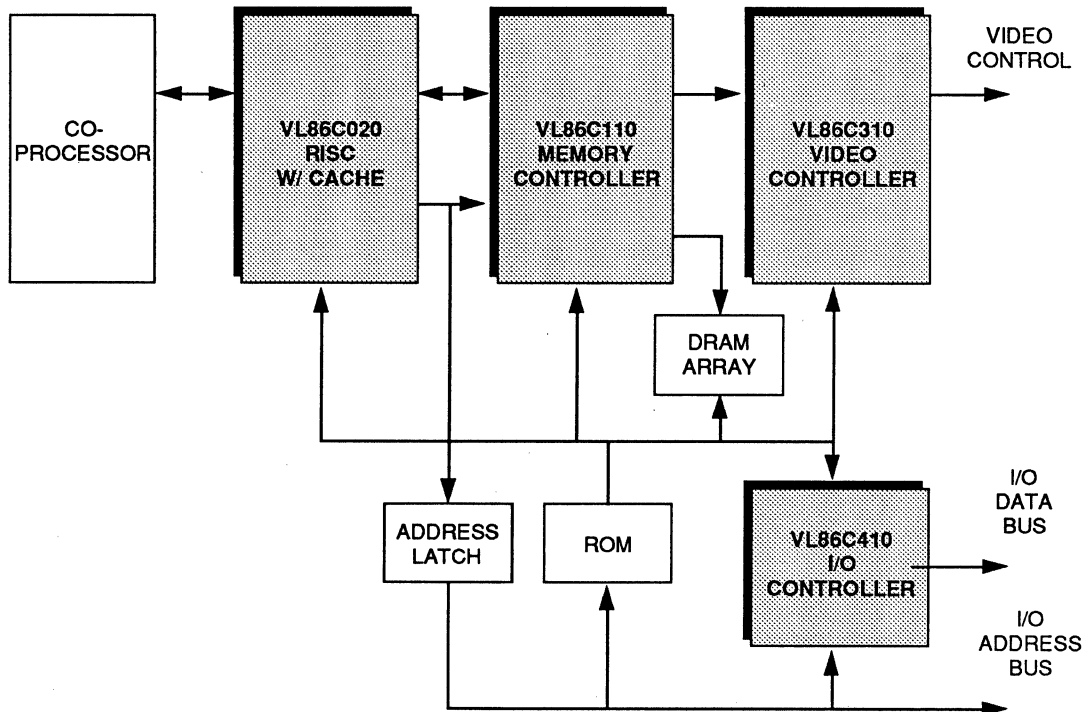 CO-
PROCESSOR
VL86C020
RISC
W/ CACHE
VL86C110
MEMORY
CONTROLLER
VL86C310
VIDEO
CONTROLLER
VIDEO
CONTROL
DRAM
ARRAY
ADDRESS
LATCH
ROM
VL86C410
I/O
CONTROLLER
I/O
DATA
BUS
I/O
ADDRESS
BUS